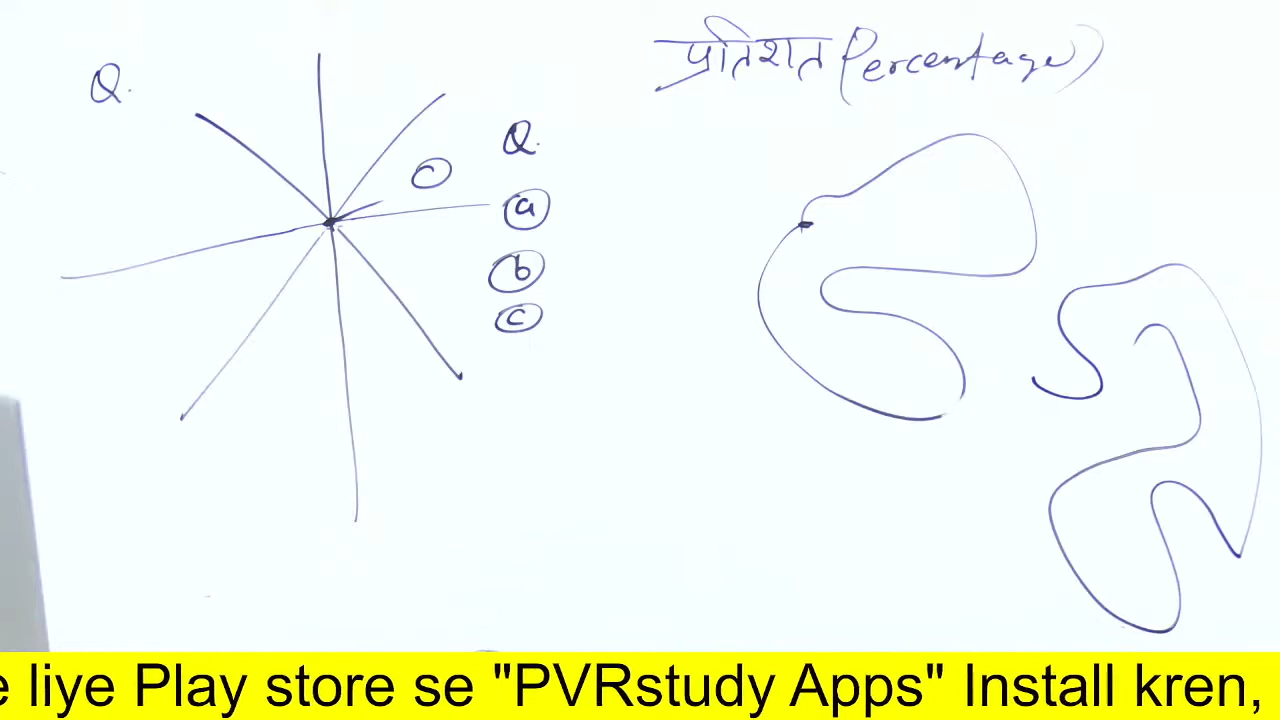 प्रतिशत (Percentage)
Q.
Q.
c
a
b
c
e liye Play store se "PVRstudy Apps" Install kren,